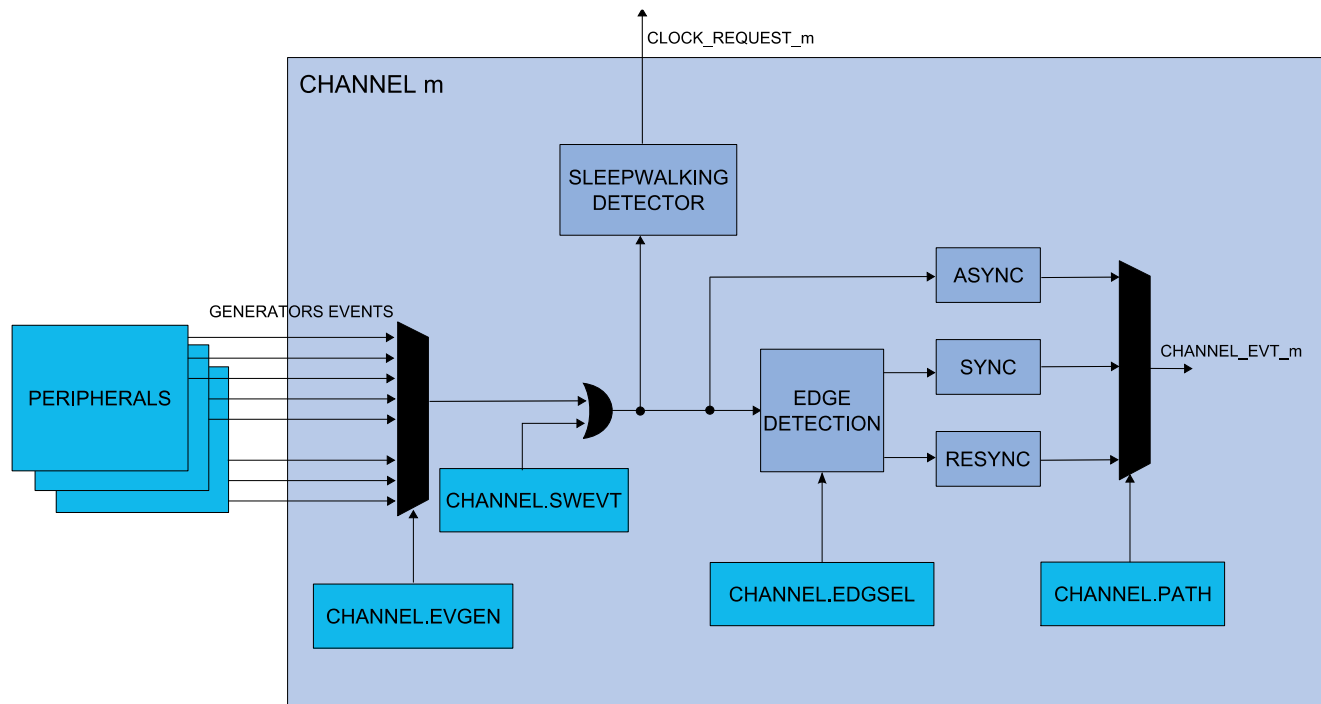 CLOCK_REQUEST_m
CHANNEL m
SLEEPWALKING
DETECTOR
GENERATORS EVENTS
PERIPHERALS
ASYNC
SYNC
RESYNC
EDGE
DETECTION
CHANNEL_EVT_m
CHANNEL.SWEVT
CHANNEL.EVGEN
CHANNEL.EDGSEL
CHANNEL.PATH